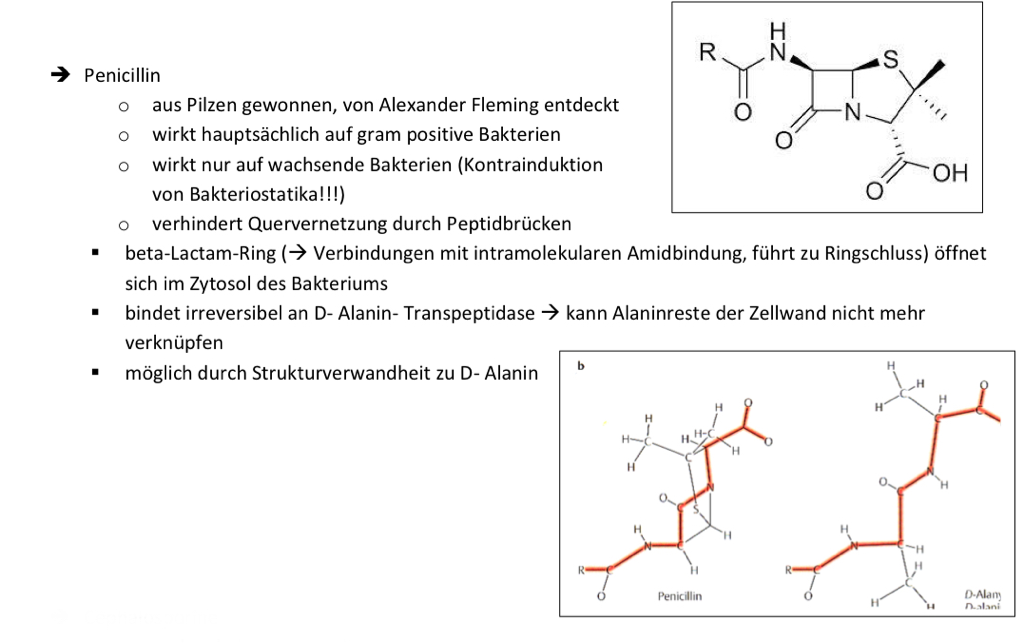 ➔ Penicillin
o aus Pilzen gewonnen, von Alexander Fleming entdeckt
o wirkt hauptsächlich auf gram positive Bakterien
o wirkt nur auf wachsende Bakterien (Kontrainduktion
von Bakteriostatika!!!)
o verhindert Quervernetzung durch Peptidbrücken
▪ beta-Lactam-Ring (→ Verbindungen mit intramolekularen Amidbindung, führt zu Ringschluss) öffnet
sich im Zytosol des Bakteriums
▪ bindet irreversibel an D- Alanin- Transpeptidase → kann Alaninreste der Zellwand nicht mehr
verknüpfen
▪ möglich durch Strukturverwandheit zu D- Alanin
R H N S
O O N
O OH
b
H H C H H O
H H-C H O
H C H C H
H C N O
O C N H
O C S
H N C H H N C H
R C H R C H C
O O H H
Penicillin
D-Alany
D-alani